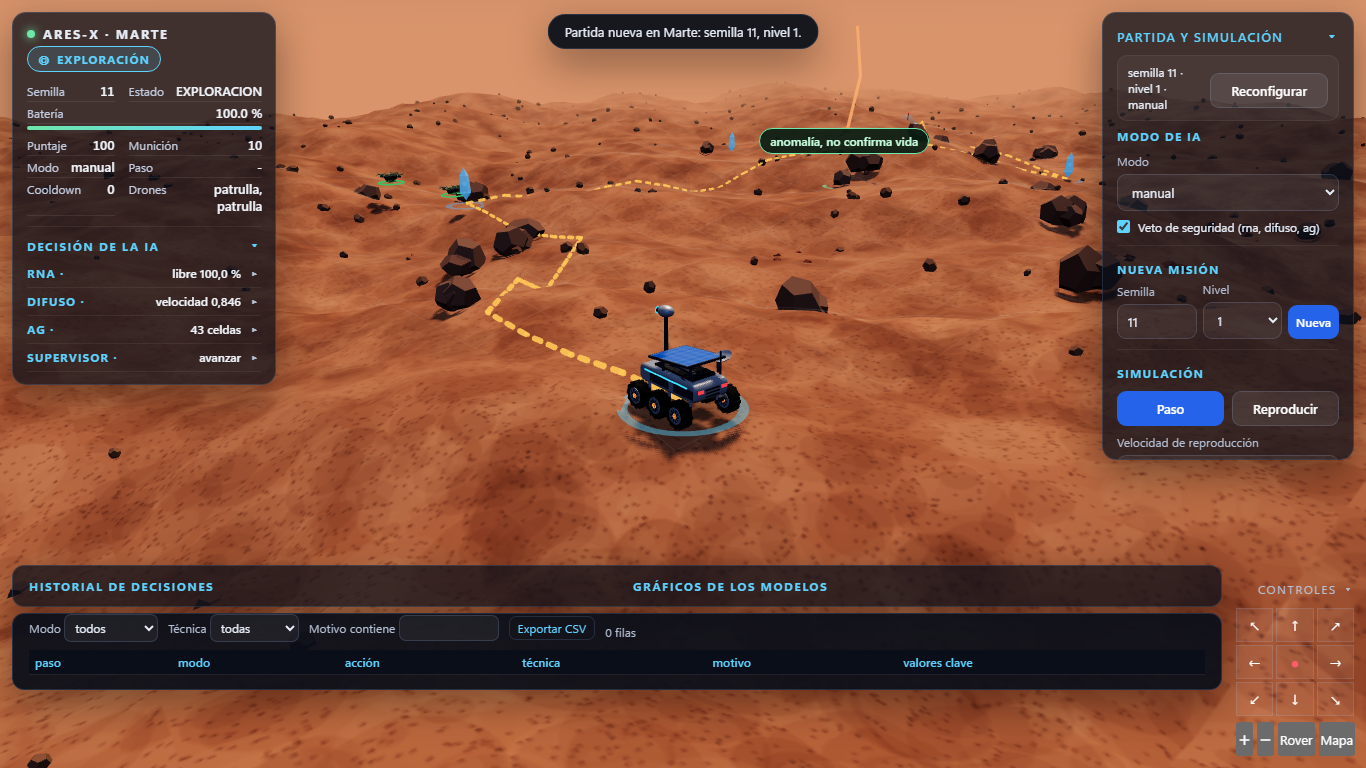 ARES-X · MARTE
EXPLORACIÓN
Semilla 11 Estado EXPLORACION
Batería 100.0 %
Puntaje 100 Munición 10
Modo manual Paso -
Cooldown 0 Drones patrulla,
patrulla
DECISIÓN DE LA IA
RNA · libre 100,0 %
DIFUSO · velocidad 0,846
AG · 43 celdas
SUPERVISOR · avanzar
Partida nueva en Marte: semilla 11, nivel 1.
anomalía, no confirma vida
PARTIDA Y SIMULACIÓN
semilla 11 ·
nivel 1 ·
manual
Reconfigurar
MODO DE IA
Modo
manual
Veto de seguridad (rna, difuso, ag)
NUEVA MISIÓN
Semilla Nivel
11 1 Nueva
SIMULACIÓN
Paso Reproducir
Velocidad de reproducción
HISTORIAL DE DECISIONES GRÁFICOS DE LOS MODELOS
Modo todos Técnica todas Motivo contiene Exportar CSV 0 filas
paso modo acción técnica motivo valores clave
CONTROLES
↖ ↑ ↗
← ● →
↙ ↓ ↘
+ − Rover Mapa